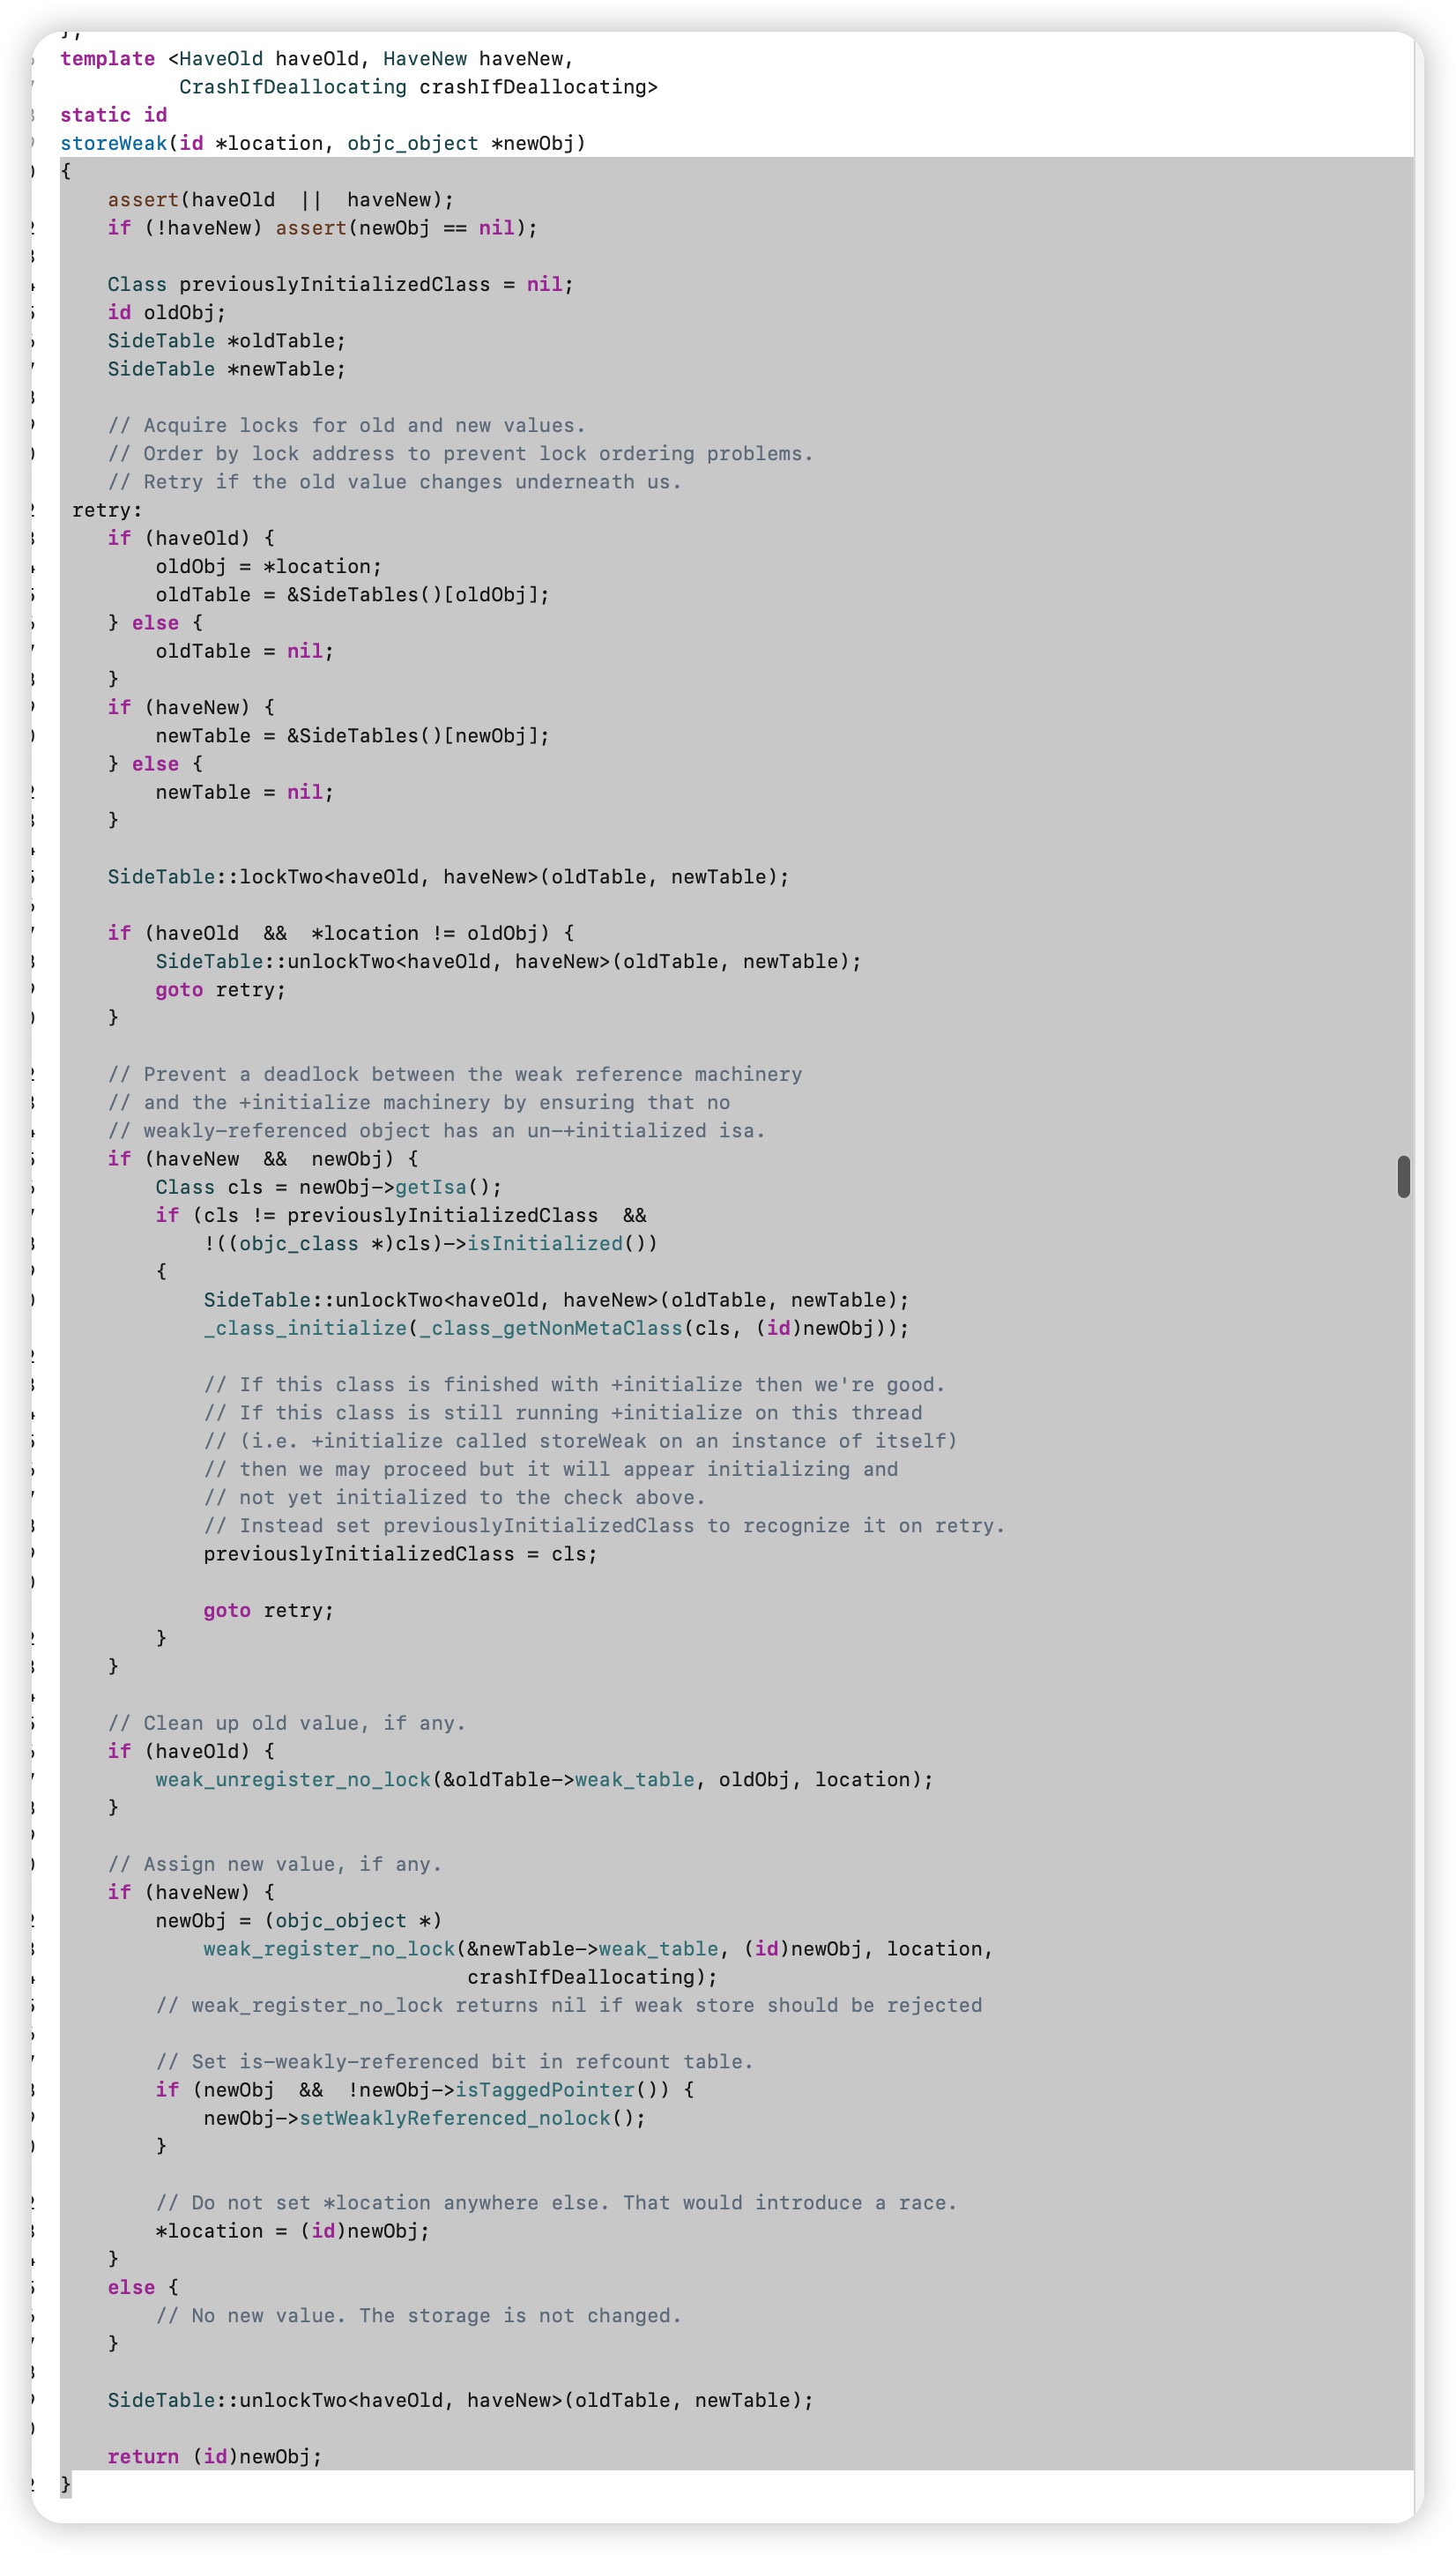 template <HaveOld haveOld, HaveNew haveNew,
          CrashIfDeallocating crashIfDeallocating>
static id
storeWeak(id *location, objc_object *newObj)
{
    assert(haveOld  ||  haveNew);
    if (!haveNew) assert(newObj == nil);

    Class previouslyInitializedClass = nil;
    id oldObj;
    SideTable *oldTable;
    SideTable *newTable;

    // Acquire locks for old and new values.
    // Order by lock address to prevent lock ordering problems.
    // Retry if the old value changes underneath us.
 retry:
    if (haveOld) {
        oldObj = *location;
        oldTable = &SideTables()[oldObj];
    } else {
        oldTable = nil;
    }
    if (haveNew) {
        newTable = &SideTables()[newObj];
    } else {
        newTable = nil;
    }

    SideTable::lockTwo<haveOld, haveNew>(oldTable, newTable);

    if (haveOld  &&  *location != oldObj) {
        SideTable::unlockTwo<haveOld, haveNew>(oldTable, newTable);
        goto retry;
    }

    // Prevent a deadlock between the weak reference machinery
    // and the +initialize machinery by ensuring that no
    // weakly-referenced object has an un-+initialized isa.
    if (haveNew  &&  newObj) {
        Class cls = newObj->getIsa();
        if (cls != previouslyInitializedClass  &&
            !((objc_class *)cls)->isInitialized())
        {
            SideTable::unlockTwo<haveOld, haveNew>(oldTable, newTable);
            _class_initialize(_class_getNonMetaClass(cls, (id)newObj));

            // If this class is finished with +initialize then we're good.
            // If this class is still running +initialize on this thread
            // (i.e. +initialize called storeWeak on an instance of itself)
            // then we may proceed but it will appear initializing and
            // not yet initialized to the check above.
            // Instead set previouslyInitializedClass to recognize it on retry.
            previouslyInitializedClass = cls;

            goto retry;
        }
    }

    // Clean up old value, if any.
    if (haveOld) {
        weak_unregister_no_lock(&oldTable->weak_table, oldObj, location);
    }

    // Assign new value, if any.
    if (haveNew) {
        newObj = (objc_object *)
            weak_register_no_lock(&newTable->weak_table, (id)newObj, location,
                                  crashIfDeallocating);
        // weak_register_no_lock returns nil if weak store should be rejected

        // Set is-weakly-referenced bit in refcount table.
        if (newObj  &&  !newObj->isTaggedPointer()) {
            newObj->setWeaklyReferenced_nolock();
        }

        // Do not set *location anywhere else. That would introduce a race.
        *location = (id)newObj;
    }
    else {
        // No new value. The storage is not changed.
    }

    SideTable::unlockTwo<haveOld, haveNew>(oldTable, newTable);

    return (id)newObj;
}